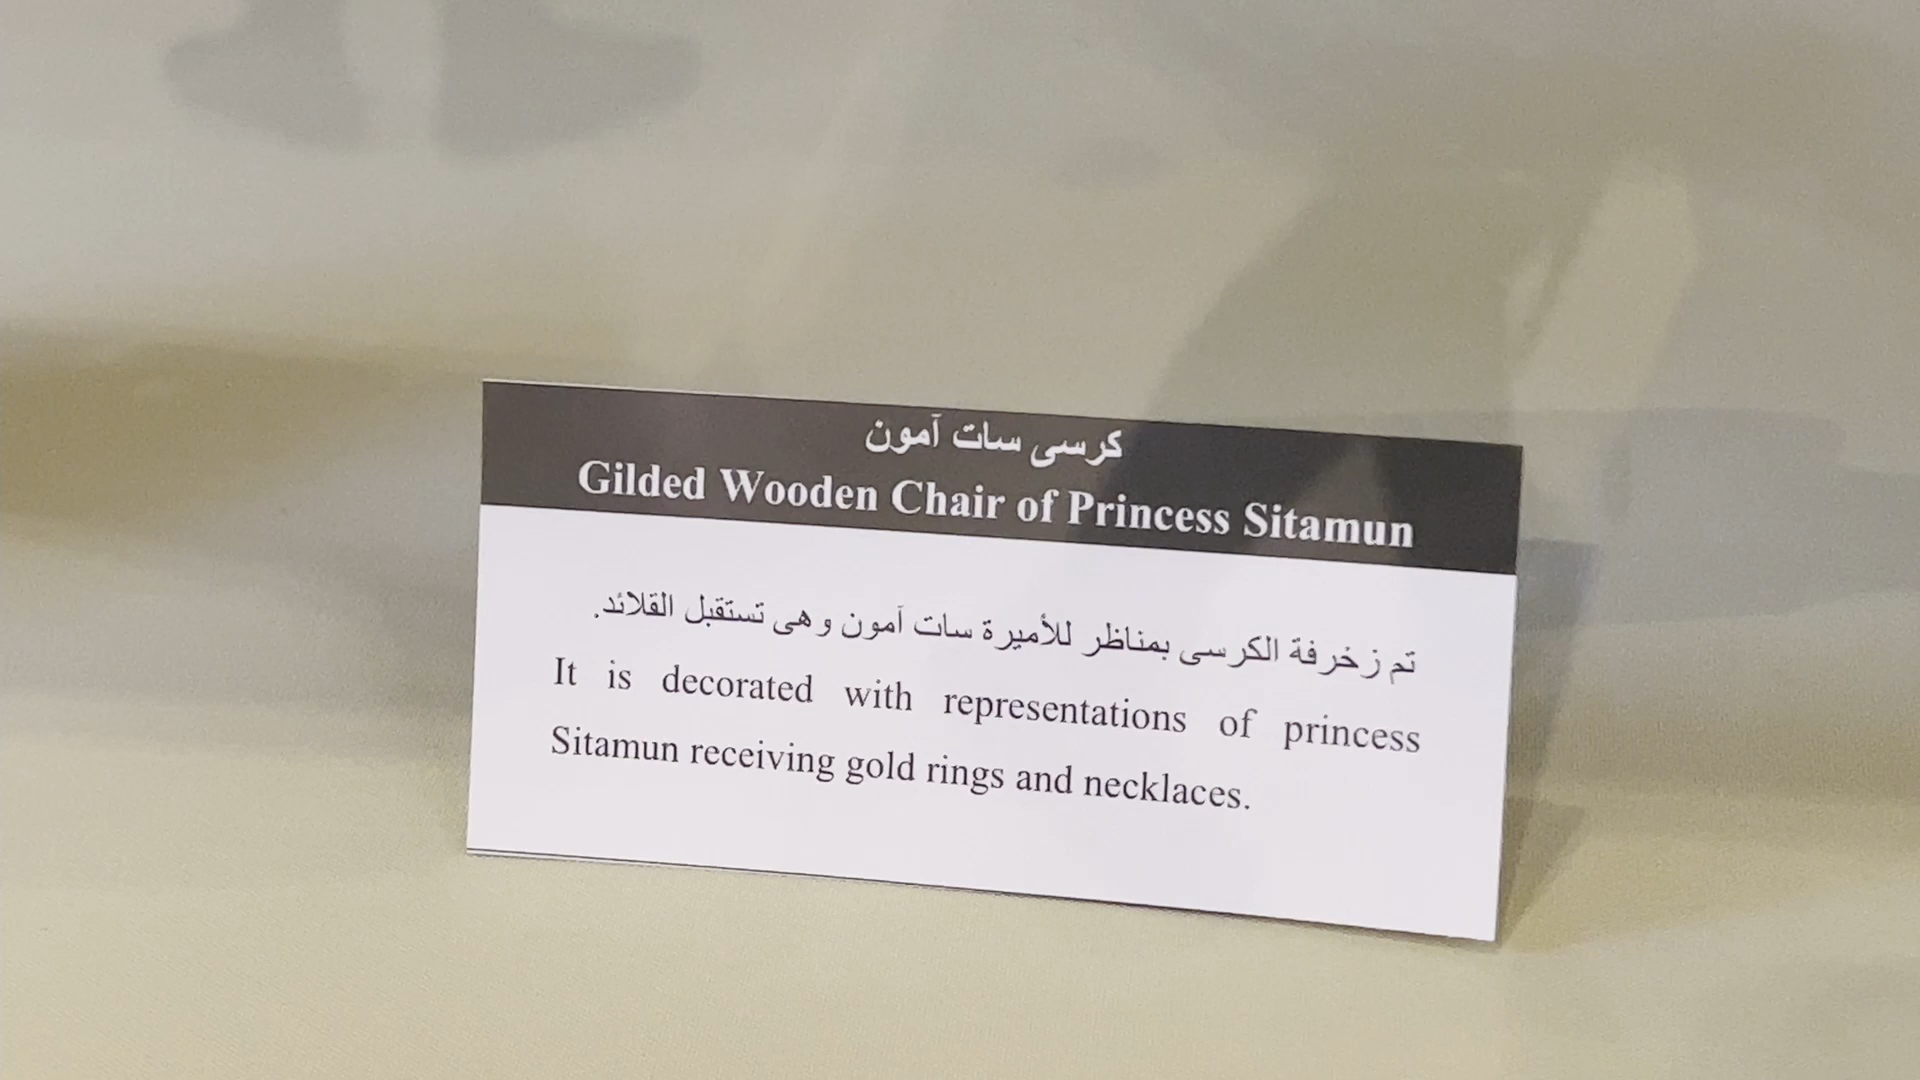 كرسى سات آمون
Gilded Wooden Chair of Princess Sitamun
تم زخرفة الكرسى بمناظر للأميرة سات آمون وهى تستقبل القلائد.
It is decorated with representations of princess
Sitamun receiving gold rings and necklaces.